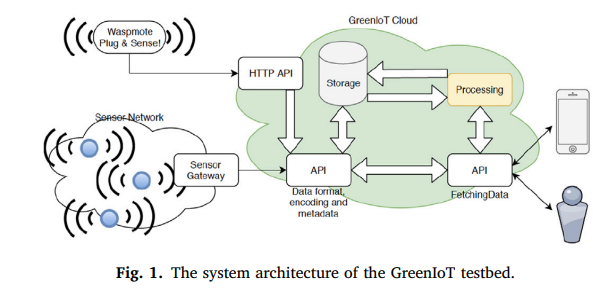 GreenIoT Cloud
Waspmote
Plug & Sense!
HTTP API
Storage
Processing
Sensor Network
Sensor
Gateway
API
Data format,
encoding and
metadata
API
FetchingData
Fig. 1. The system architecture of the GreenIoT testbed.